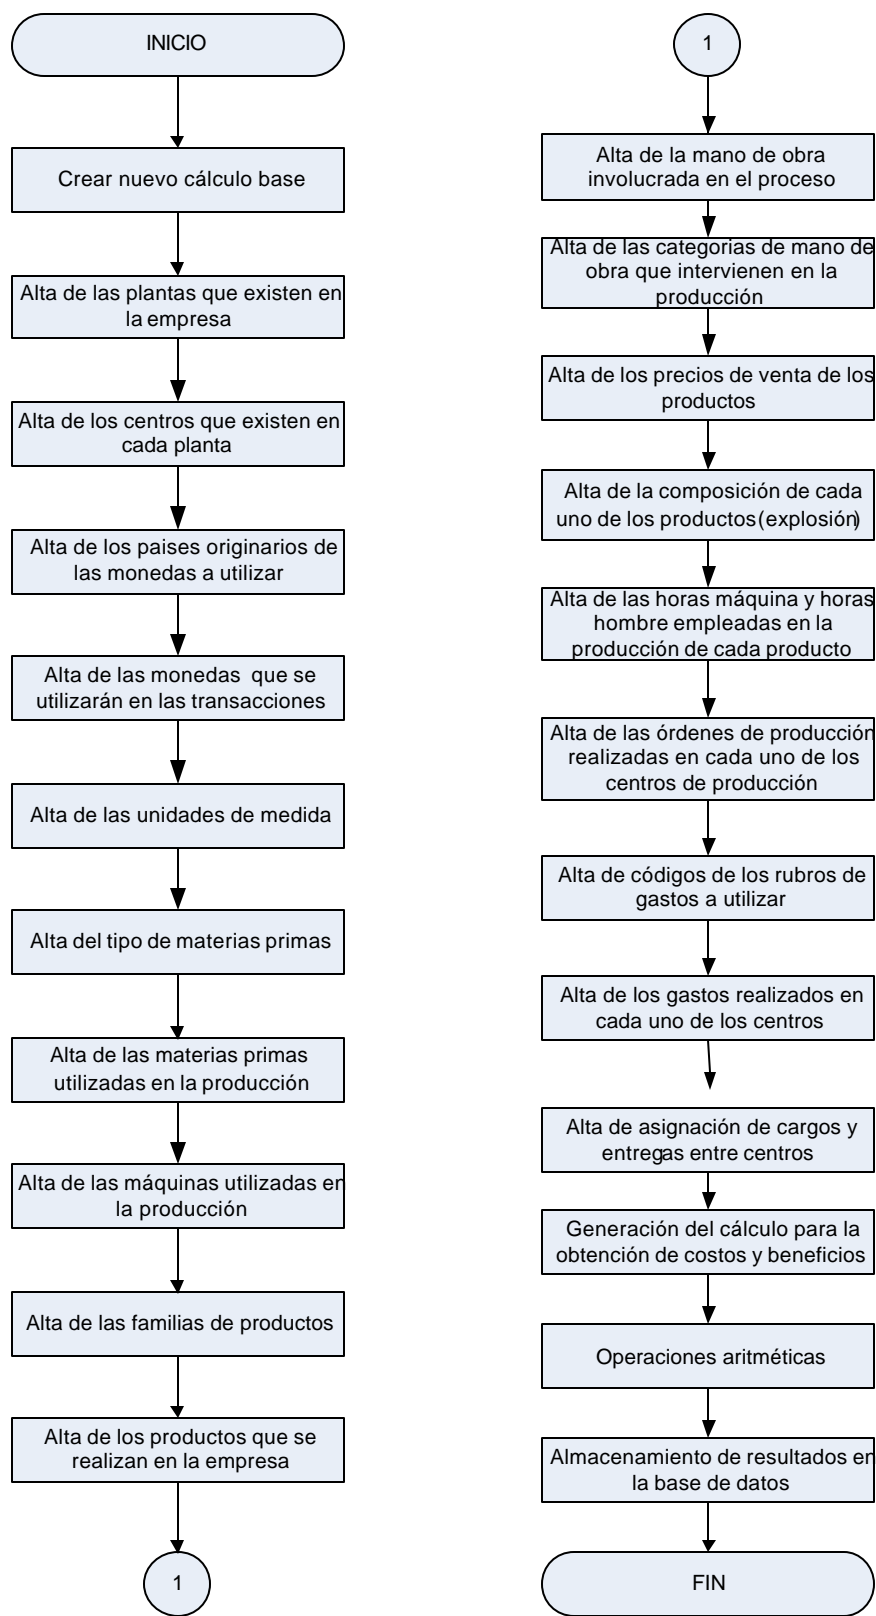 INICIO
Crear nuevo cálculo base
Alta de las plantas que existen en
la empresa
Alta de los centros que existen en
cada planta
Alta de los paises originarios de
las monedas a utilizar
Alta de las monedas que se
utilizarán en las transacciones
Alta de las unidades de medida
Alta del tipo de materias primas
Alta de las materias primas
utilizadas en la producción
Alta de las máquinas utilizadas en
la producción
Alta de las familias de productos
Alta de los productos que se
realizan en la empresa
1
1
Alta de la mano de obra
involucrada en el proceso
Alta de las categorias de mano de
obra que intervienen en la
producción
Alta de los precios de venta de los
productos
Alta de la composición de cada
uno de los productos (explosión)
Alta de las horas máquina y horas
hombre empleadas en la
producción de cada producto
Alta de las órdenes de producción
realizadas en cada uno de los
centros de producción
Alta de códigos de los rubros de
gastos a utilizar
Alta de los gastos realizados en
cada uno de los centros
Alta de asignación de cargos y
entregas entre centros
Generación del cálculo para la
obtención de costos y beneficios
Operaciones aritméticas
Almacenamiento de resultados en
la base de datos
FIN